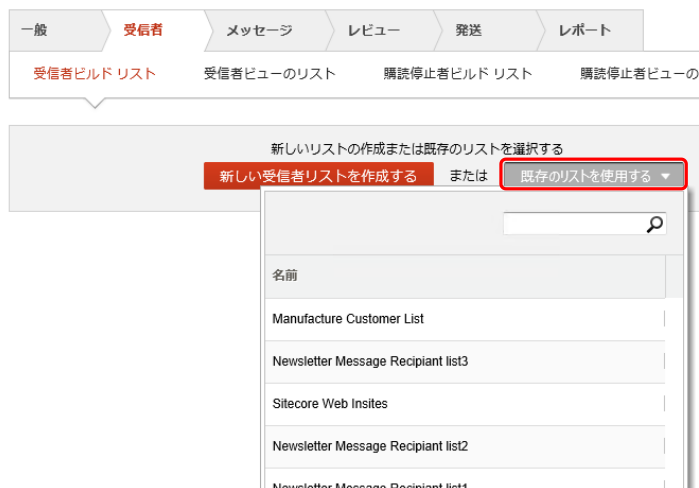 一般 受信者 メッセージ レビュー 発送 レポート
受信者ビルド リスト 受信者ビューのリスト 購読停止者ビルド リスト 購読停止者ビューの
新しいリストの作成または既存のリストを選択する
新しい受信者リストを作成する または 既存のリストを使用する
名前
Manufacture Customer List
Newsletter Message Recipiant list3
Sitecore Web Insites
Newsletter Message Recipiant list2
Newsletter Message Recipiant list1